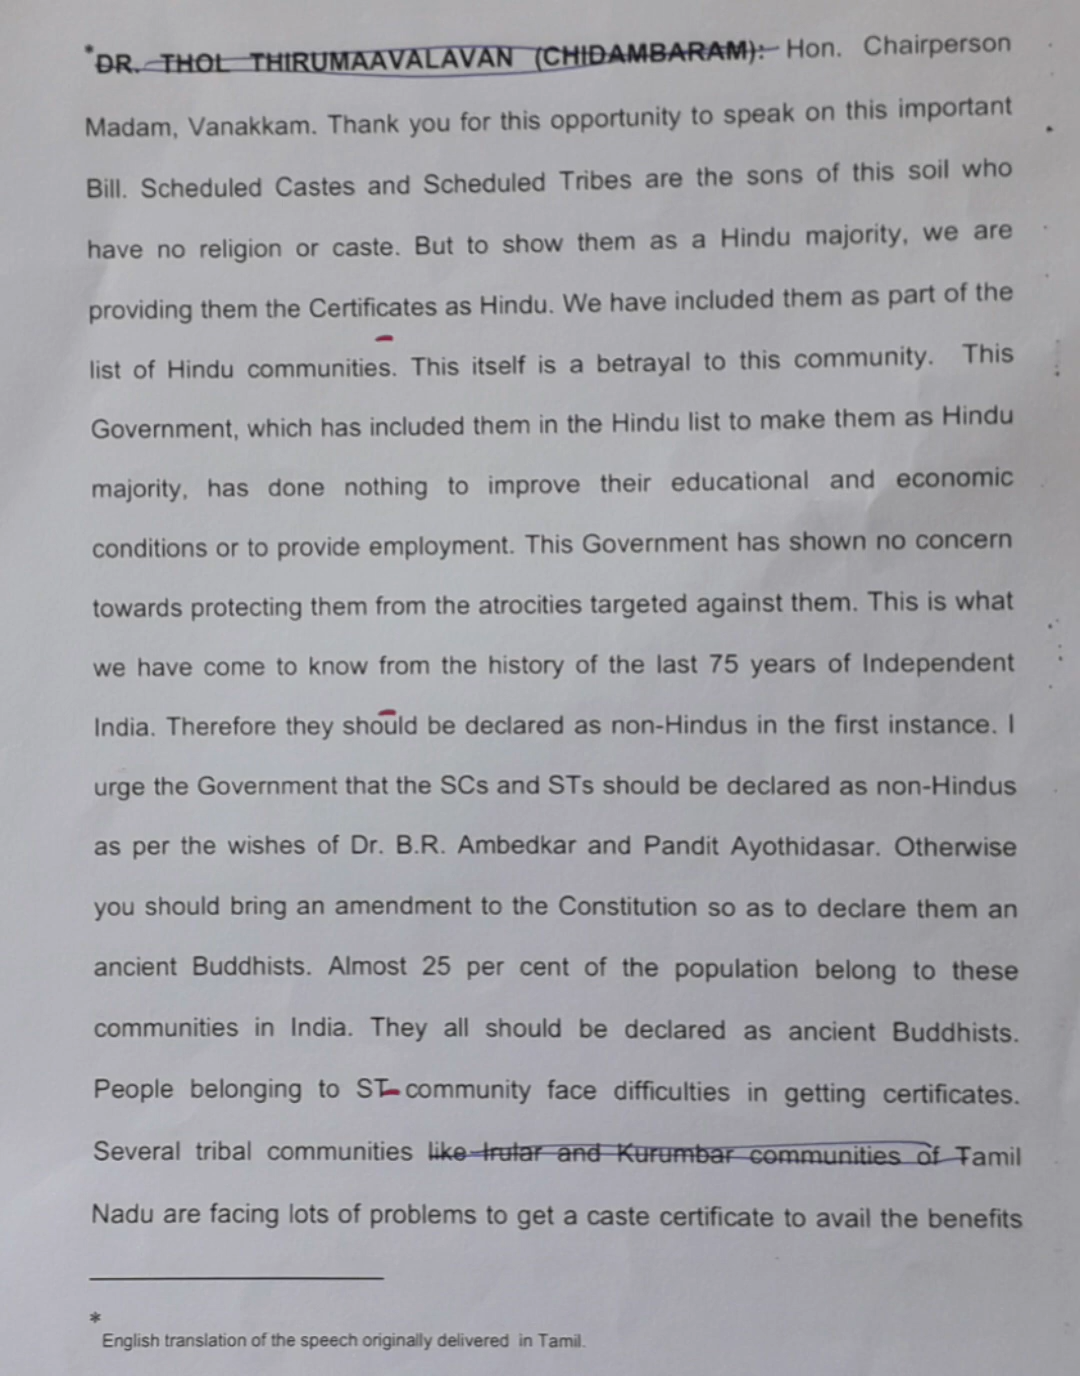 *DR. THOL THIRUMAAVALAVAN (CHIDAMBARAM): Hon. Chairperson
Madam, Vanakkam. Thank you for this opportunity to speak on this important
Bill. Scheduled Castes and Scheduled Tribes are the sons of this soil who
have no religion or caste. But to show them as a Hindu majority, we are
providing them the Certificates as Hindu. We have included them as part of the
list of Hindu communities. This itself is a betrayal to this community. This
Government, which has included them in the Hindu list to make them as Hindu
majority, has done nothing to improve their educational and economic
conditions or to provide employment. This Government has shown no concern
towards protecting them from the atrocities targeted against them. This is what
we have come to know from the history of the last 75 years of Independent
India. Therefore they should be declared as non-Hindus in the first instance. I
urge the Government that the SCs and STs should be declared as non-Hindus
as per the wishes of Dr. B.R. Ambedkar and Pandit Ayothidasar. Otherwise
you should bring an amendment to the Constitution so as to declare them an
ancient Buddhists. Almost 25 per cent of the population belong to these
communities in India. They all should be declared as ancient Buddhists.
People belonging to ST community face difficulties in getting certificates.
Several tribal communities like Irular and Kurumbar communities of Tamil
Nadu are facing lots of problems to get a caste certificate to avail the benefits
*
English translation of the speech originally delivered in Tamil.